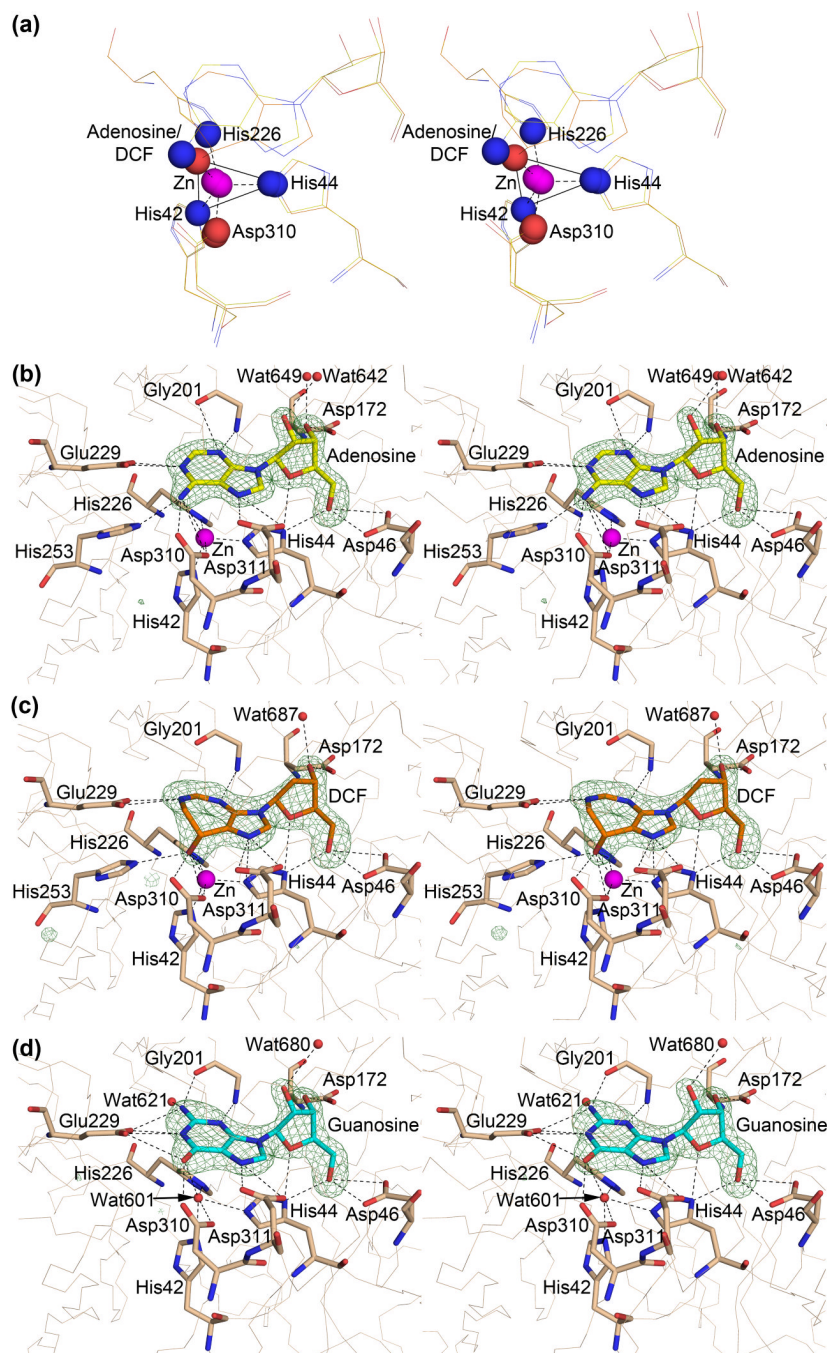 (a)
Adenosine/
DCF
His226
Zn
His44
His42
Asp310
Adenosine/
DCF
His226
Zn
His44
His42
Asp310
(b)
Wat649
Wat642
Gly201
Asp172
Glu229
Adenosine
His226
His253
Asp310
Zn
Asp311
His44
Asp46
His42
Wat649
Wat642
Gly201
Asp172
Glu229
Adenosine
His226
His253
Asp310
Zn
Asp311
His44
Asp46
His42
(c)
Wat687
Gly201
Asp172
Glu229
DCF
His226
His253
Asp310
Zn
Asp311
His44
Asp46
His42
Wat687
Gly201
Asp172
Glu229
DCF
His226
His253
Asp310
Zn
Asp311
His44
Asp46
His42
(d)
Wat680
Gly201
Asp172
Wat621
Glu229
Guanosine
His226
Wat601
Asp310
Asp311
His44
Asp46
His42
Wat680
Gly201
Asp172
Wat621
Glu229
Guanosine
His226
Wat601
Asp310
Asp311
His44
Asp46
His42